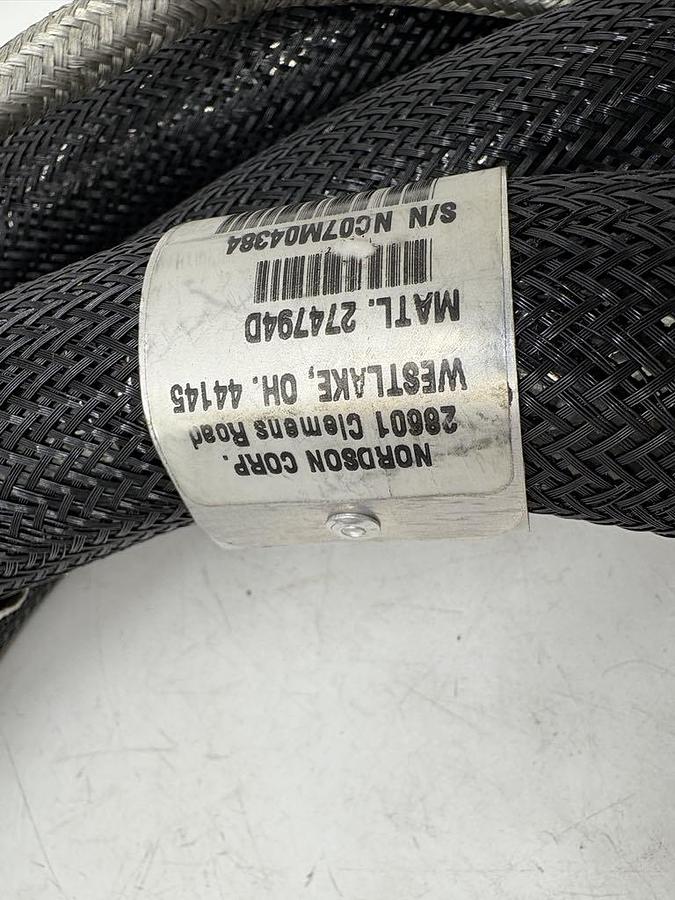 NORDSON CORP.
28601 Clemens Road
WESTLAKE, OH. 44145
MATL. 274794D
S/N NC07M04384